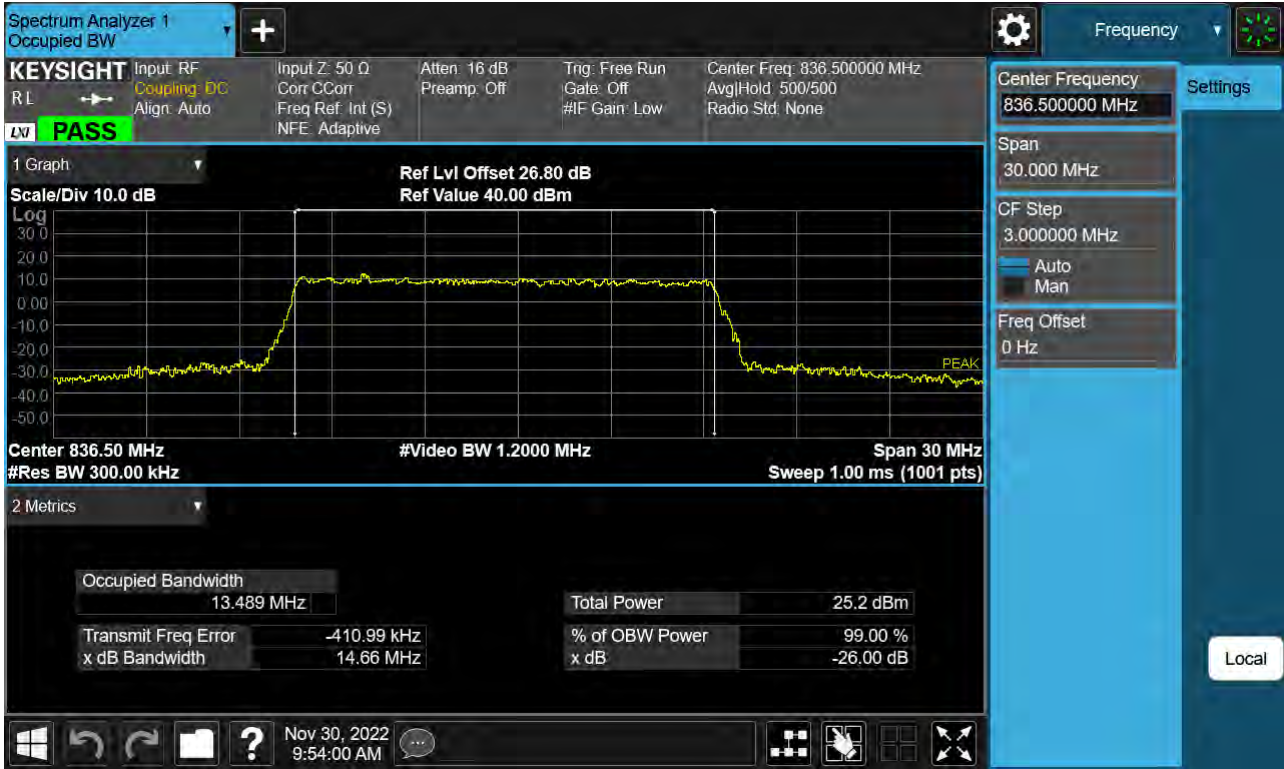 Spectrum Analyzer 1
Occupied BW
+
Frequency
KEYSIGHT
R L
LXI
PASS
Input: RF
Coupling: DC
Align: Auto
Input Z: 50 Ω
Corr CCorr
Freq Ref: Int (S)
NFE: Adaptive
Atten: 16 dB
Preamp: Off
Trig: Free Run
Gate: Off
#IF Gain: Low
Center Freq: 836.500000 MHz
Avg|Hold: 500/500
Radio Std: None
Center Frequency
836.500000 MHz
Settings
Span
30.000 MHz
CF Step
3.000000 MHz
Auto
Man
Freq Offset
0 Hz
Local
1 Graph
Scale/Div 10.0 dB
Ref Lvl Offset 26.80 dB
Ref Value 40.00 dBm
Log
30.0
20.0
10.0
0.00
-10.0
-20.0
-30.0
-40.0
-50.0
PEAK
Center 836.50 MHz
#Video BW 1.2000 MHz
Span 30 MHz
#Res BW 300.00 kHz
Sweep 1.00 ms (1001 pts)
2 Metrics
Occupied Bandwidth
13.489 MHz
Total Power 25.2 dBm
Transmit Freq Error -410.99 kHz
% of OBW Power 99.00 %
x dB Bandwidth 14.66 MHz
x dB -26.00 dB
?
Nov 30, 2022
9:54:00 AM